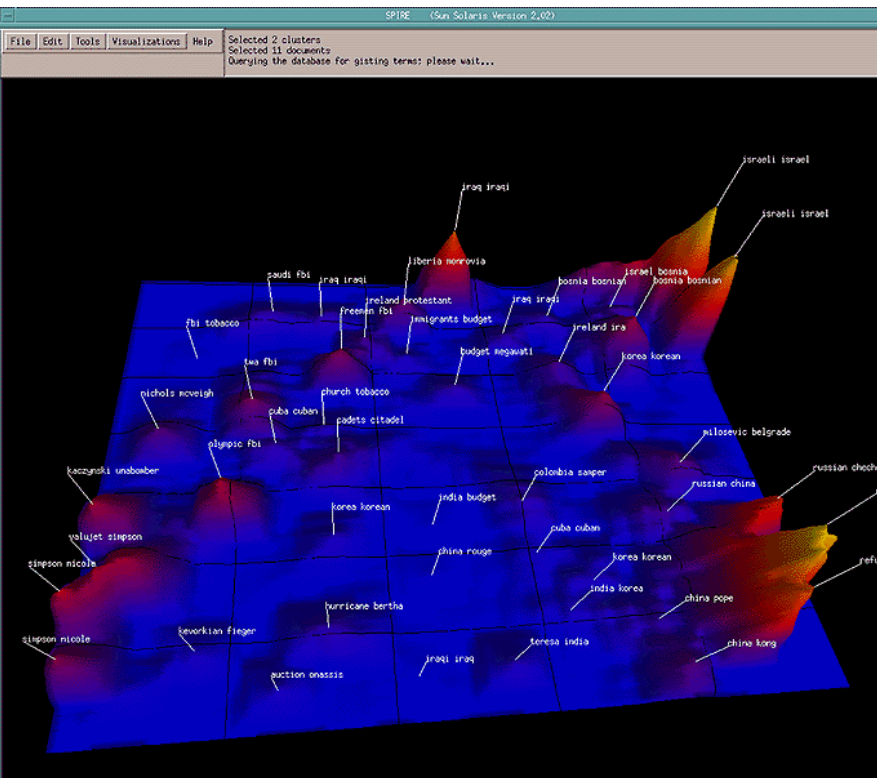 SPIRE (Sun Solaris Version 2.02)
File Edit Tools Visualizations Help
Selected 2 clusters
Selected 11 documents
Querying the database for gisting terms; please wait...
israeli israel
iraq iraqi
israeli israel
liberia monrovia
saudi fbi
iraq iraqi
bosnia bosnian
israel bosnia
bosnia bosnian
ireland protestant
iraq iraqi
freemen fbi
immigrants budget
fbi tobacco
ireland ira
budget megawati
korea korean
twa fbi
nichols mcveigh
church tobacco
cuba cuban
cadets citadel
olympic fbi
milosevic belgrade
kaczynski unabomber
colombia samper
russian chech
russian china
india budget
korea korean
valujet simpson
cuba cuban
china rouge
simpson nicole
korea korean
refu
india korea
china pope
hurricane bertha
simpson nicole
kevorkian fieger
teresa india
china kong
iraqi iraq
auction onassis